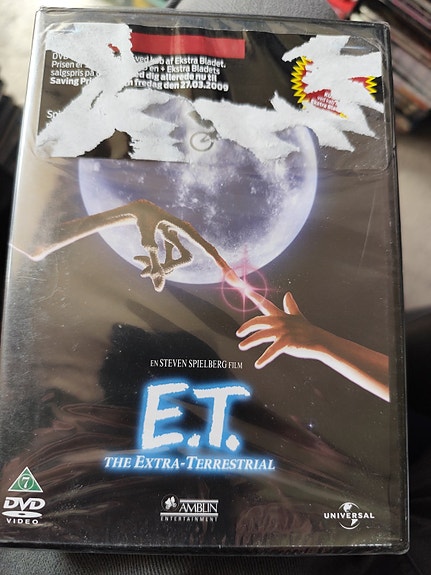 DVD
ved køb af Ekstra Bladet.
Prisen er
en + Ekstra Bladets
salgspris på
ed dig allerede nu til
Saving Pri
fredag den 27.03.2009
EN STEVEN SPIELBERG FILM
E.T.
THE EXTRA-TERRESTRIAL
7
DVD
VIDEO
AMBLIN
ENTERTAINMENT
UNIVERSAL